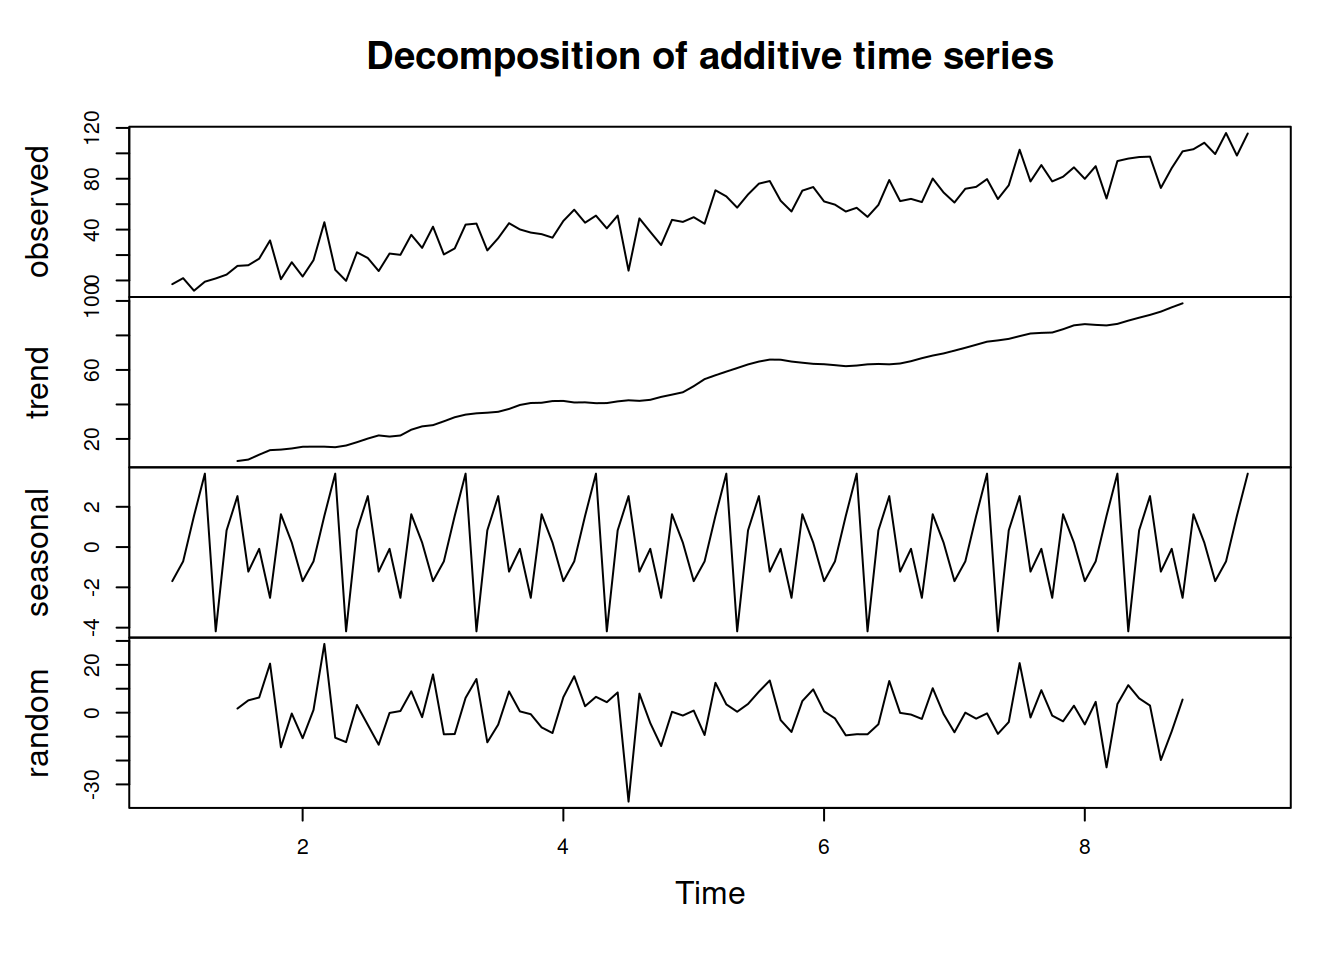 Decomposition of additive time series
observed
0 40 80 120
trend
20 60 100
seasonal
-4 -2 0 2
random
-30 0 20
2 4 6 8
Time